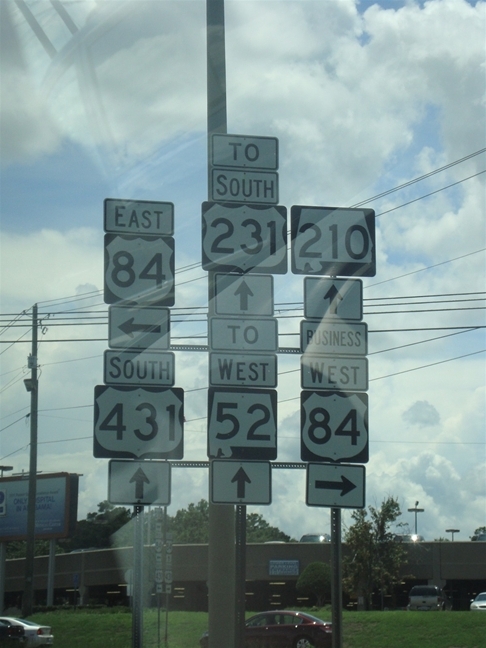 EAST
84
SOUTH
431
TO
SOUTH
231
TO
WEST
52
210
BUSINESS
WEST
84